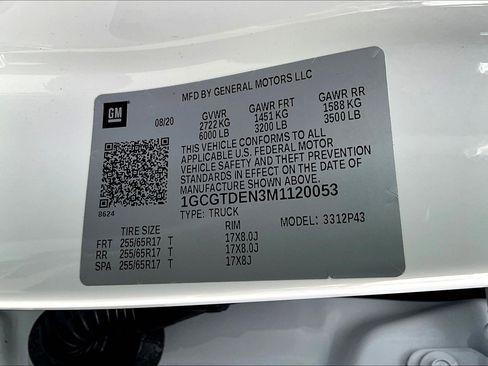 MFD BY GENERAL MOTORS LLC
GM
08/20
GVWR GAWR FRT GAWR RR
2722 KG 1451 KG 1588 KG
6000 LB 3200 LB 3500 LB
THIS VEHICLE CONFORMS TO ALL
APPLICABLE U.S. FEDERAL MOTOR
VEHICLE SAFETY AND THEFT PREVENTION
STANDARDS IN EFFECT ON THE DATE OF
MANUFACTURE SHOWN ABOVE.
1GCGTDEN3M1120053
8624
TYPE: TRUCK MODEL: 3312P43
TIRE SIZE RIM
FRT 255/65R17 T 17X8.0J
RR 255/65R17 T 17X8.0J
SPA 255/65R17 T 17X8J